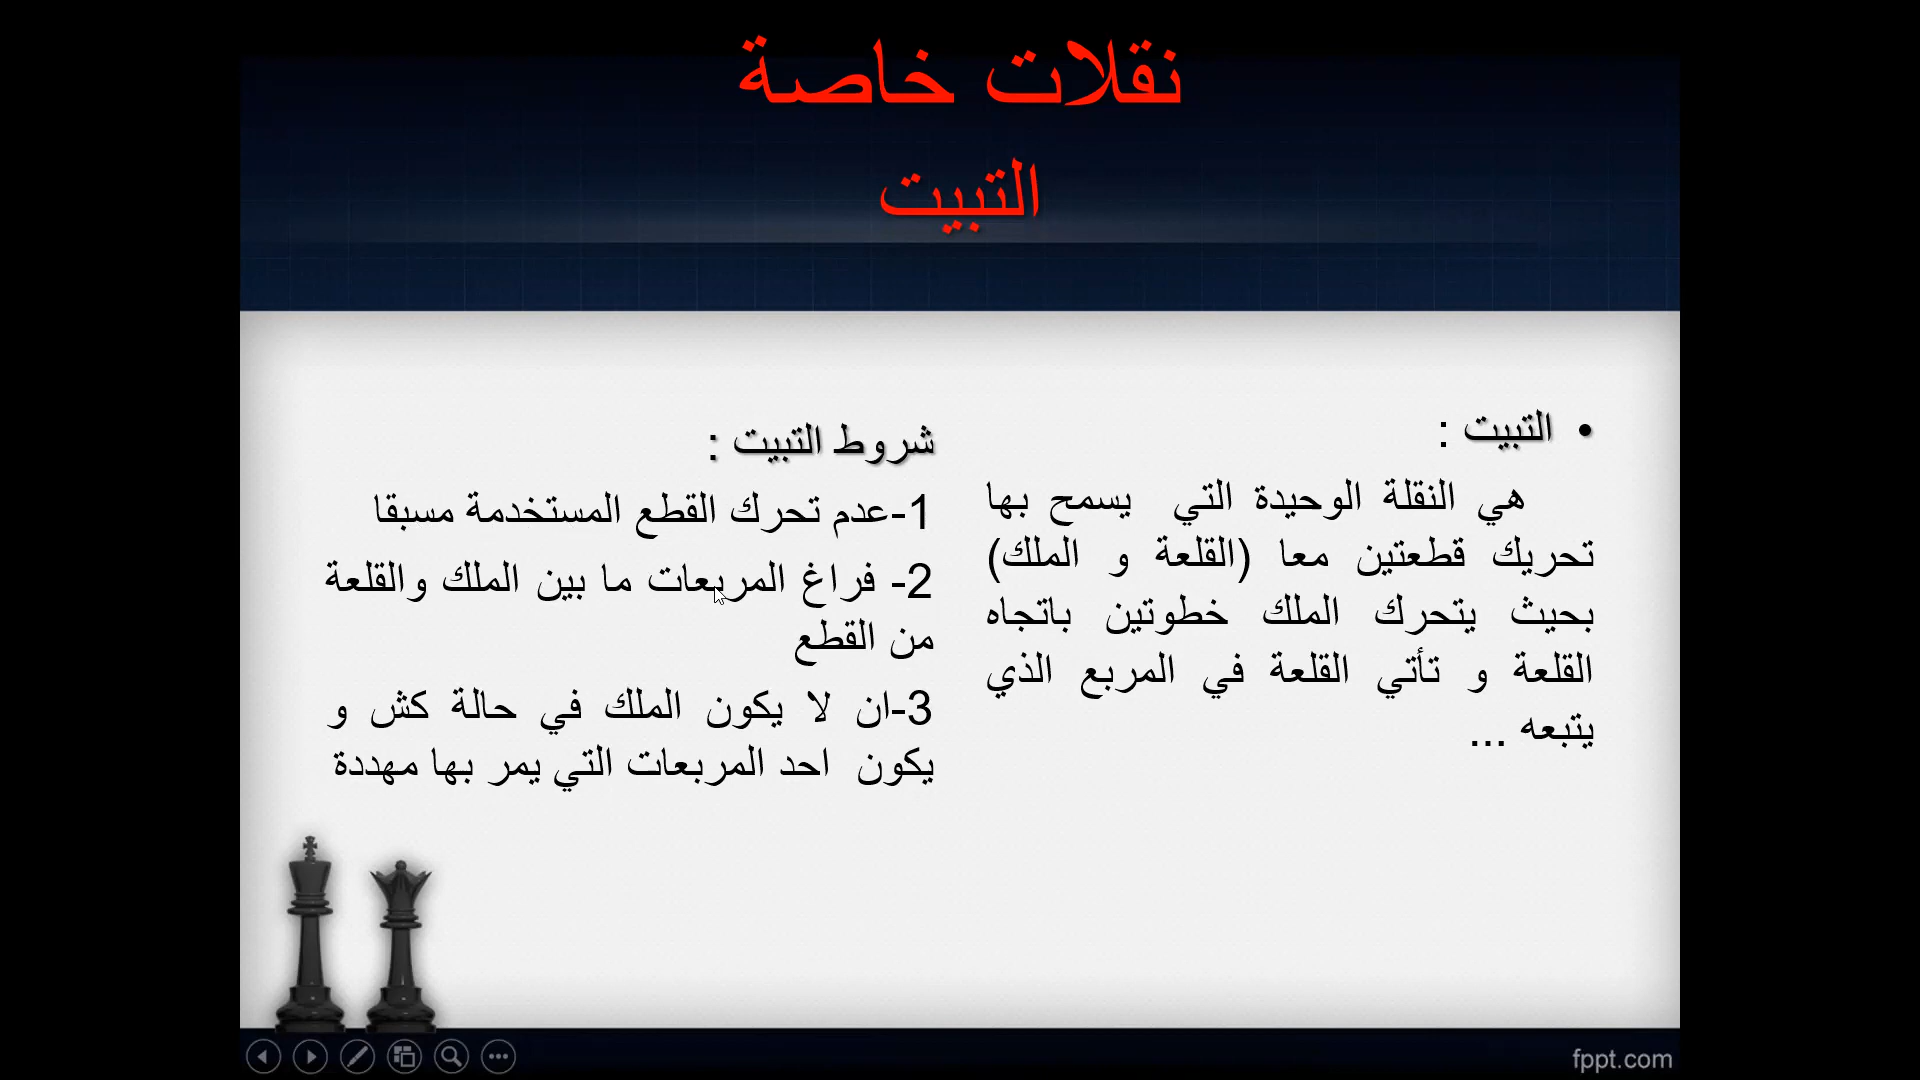 نقلات خاصة
التبيت
• التبيت :
هي النقلة الوحيدة التي يسمح بها
تحريك قطعتين معا (القلعة و الملك)
بحيث يتحرك الملك خطوتين باتجاه
القلعة و تأتي القلعة في المربع الذي
يتبعه ...
شروط التبيت :
1-عدم تحرك القطع المستخدمة مسبقا
2- فراغ المربعات ما بين الملك والقلعة
من القطع
3-ان لا يكون الملك في حالة كش و
يكون احد المربعات التي يمر بها مهددة
fppt.com